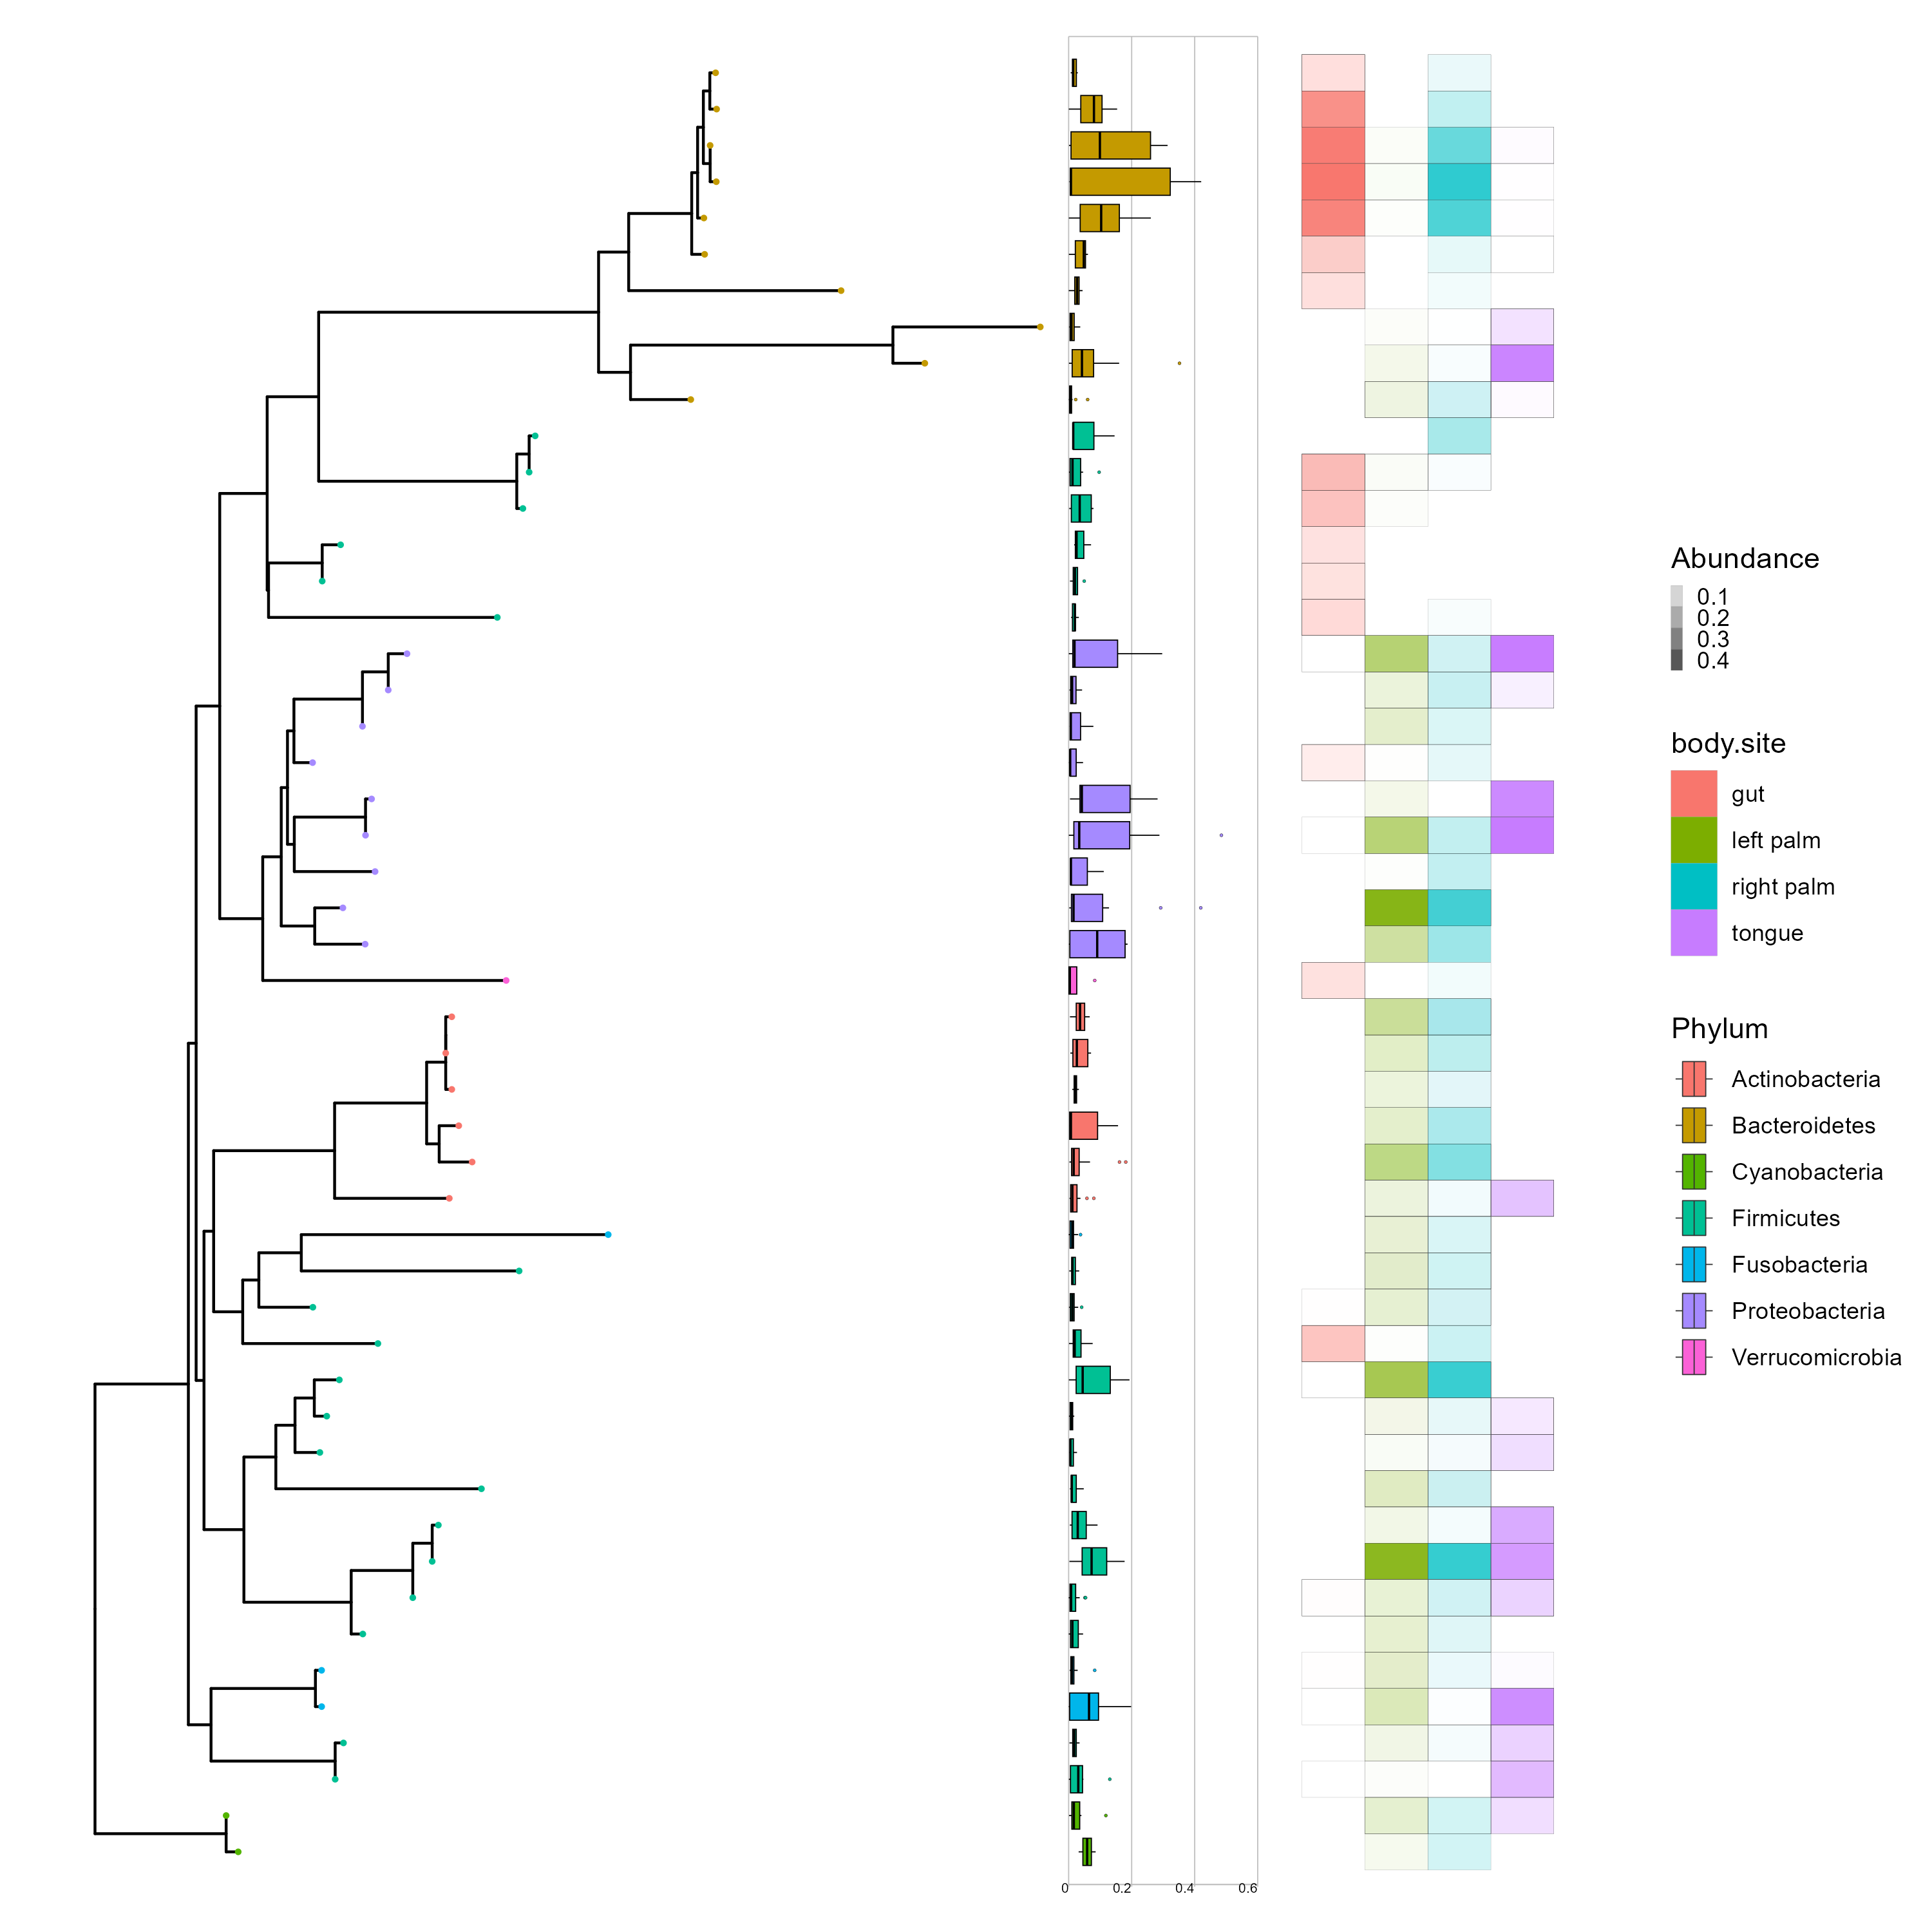 Abundance
0.1
0.2
0.3
0.4
body.site
gut
left palm
right palm
tongue
Phylum
Actinobacteria
Bacteroidetes
Cyanobacteria
Firmicutes
Fusobacteria
Proteobacteria
Verrucomicrobia
0 0.2 0.4 0.6